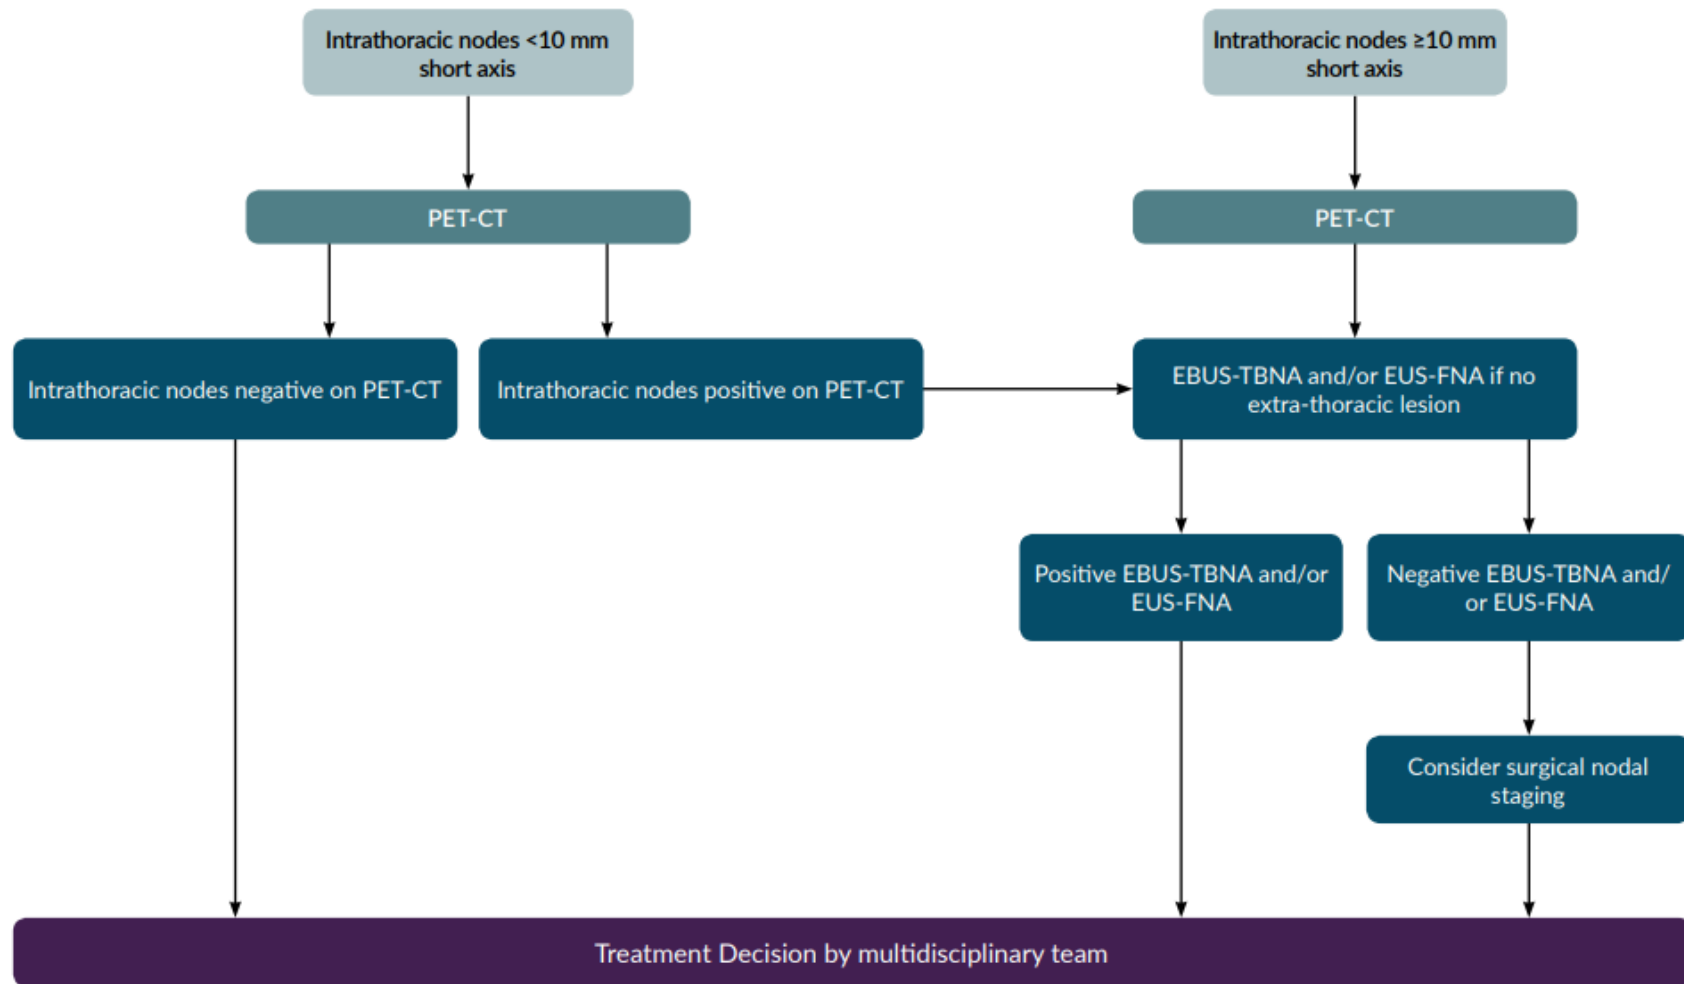 Intrathoracic nodes <10 mm
short axis
Intrathoracic nodes ≥10 mm
short axis
PET-CT
PET-CT
Intrathoracic nodes negative on PET-CT
Intrathoracic nodes positive on PET-CT
EBUS-TBNA and/or EUS-FNA if no
extra-thoracic lesion
Positive EBUS-TBNA and/or
EUS-FNA
Negative EBUS-TBNA and/
or EUS-FNA
Consider surgical nodal
staging
Treatment Decision by multidisciplinary team